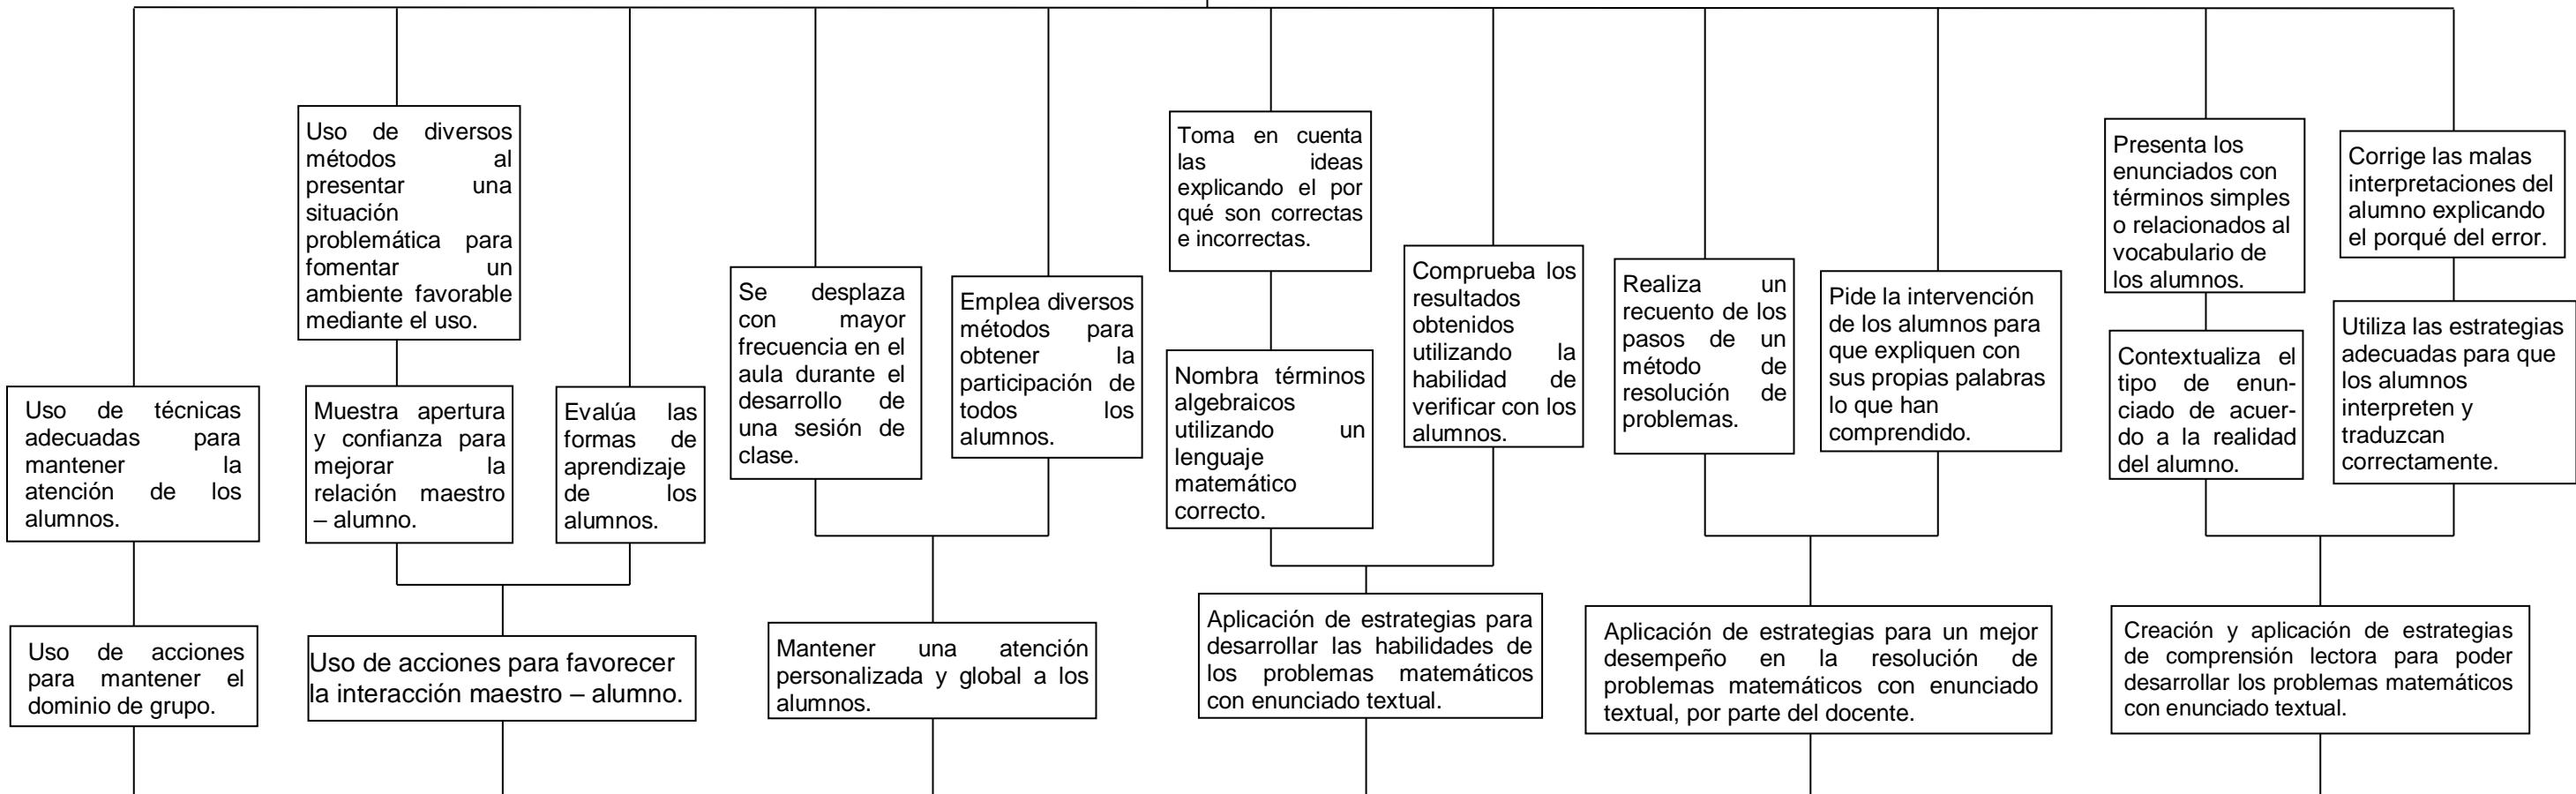 Uso de técnicas
adecuadas para
mantener la
atención de los
alumnos.
Uso de acciones
para mantener el
dominio de grupo.
Uso de diversos
métodos al
presentar una
situación
problemática para
fomentar un
ambiente favorable
mediante el uso.
Muestra apertura
y confianza para
mejorar la
relación maestro
– alumno.
Evalúa las
formas de
aprendizaje
de los
alumnos.
Uso de acciones para favorecer
la interacción maestro – alumno.
Se desplaza
con mayor
frecuencia en el
aula durante el
desarrollo de
una sesión de
clase.
Emplea diversos
métodos para
obtener la
participación de
todos los
alumnos.
Mantener una atención
personalizada y global a los
alumnos.
Toma en cuenta
las ideas
explicando el por
qué son correctas
e incorrectas.
Nombra términos
algebraicos
utilizando un
lenguaje
matemático
correcto.
Comprueba los
resultados
obtenidos
utilizando la
habilidad de
verificar con los
alumnos.
Aplicación de estrategias para
desarrollar las habilidades de
los problemas matemáticos
con enunciado textual.
Realiza un
recuento de los
pasos de un
método de
resolución de
problemas.
Pide la intervención
de los alumnos para
que expliquen con
sus propias palabras
lo que han
comprendido.
Aplicación de estrategias para un mejor
desempeño en la resolución de
problemas matemáticos con enunciado
textual, por parte del docente.
Presenta los
enunciados con
términos simples
o relacionados al
vocabulario de
los alumnos.
Contextualiza el
tipo de enun-
ciado de acuer-
do a la realidad
del alumno.
Corrige las malas
interpretaciones del
alumno explicando
el porqué del error.
Utiliza las estrategias
adecuadas para que
los alumnos
interpreten y
traduzcan
correctamente.
Creación y aplicación de estrategias
de comprensión lectora para poder
desarrollar los problemas matemáticos
con enunciado textual.